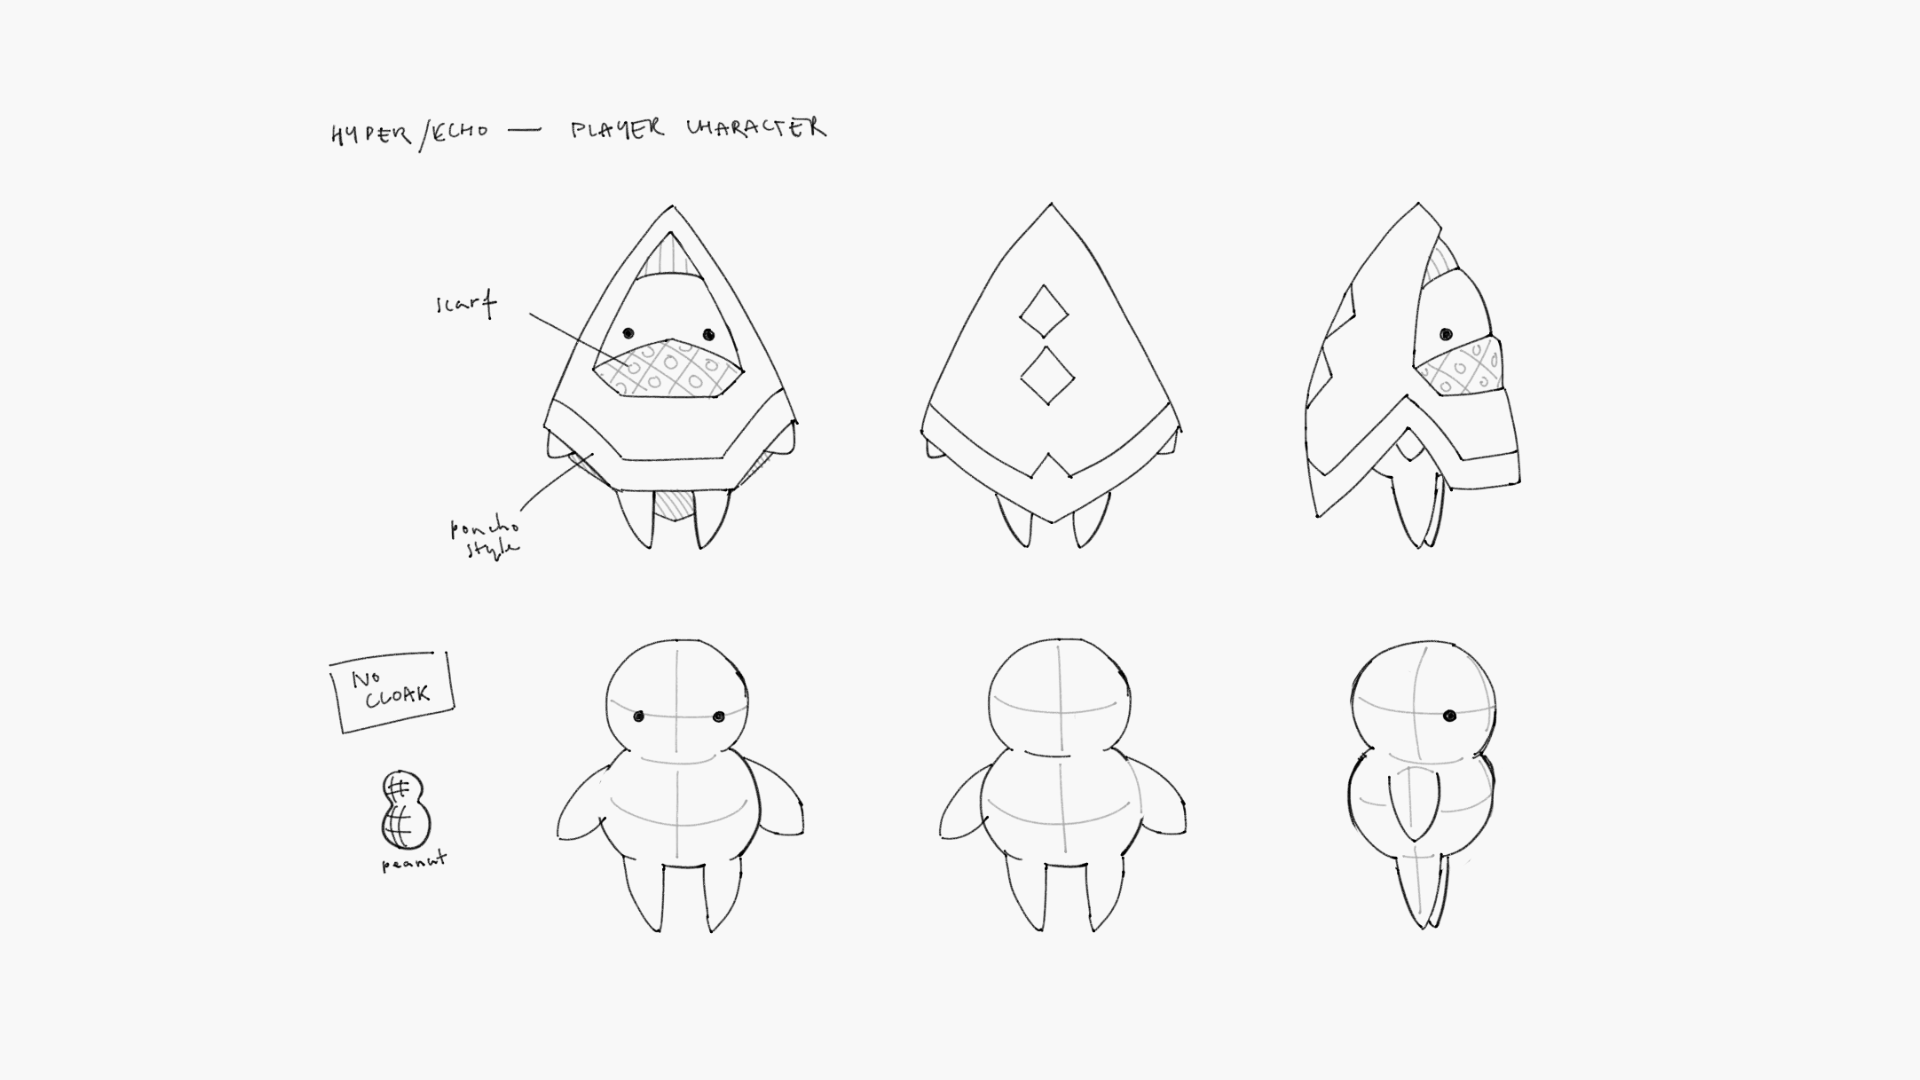 HYPER/ECHO — PLAYER CHARACTER
scarf
poncho
style
NO
CLOAK
peanut